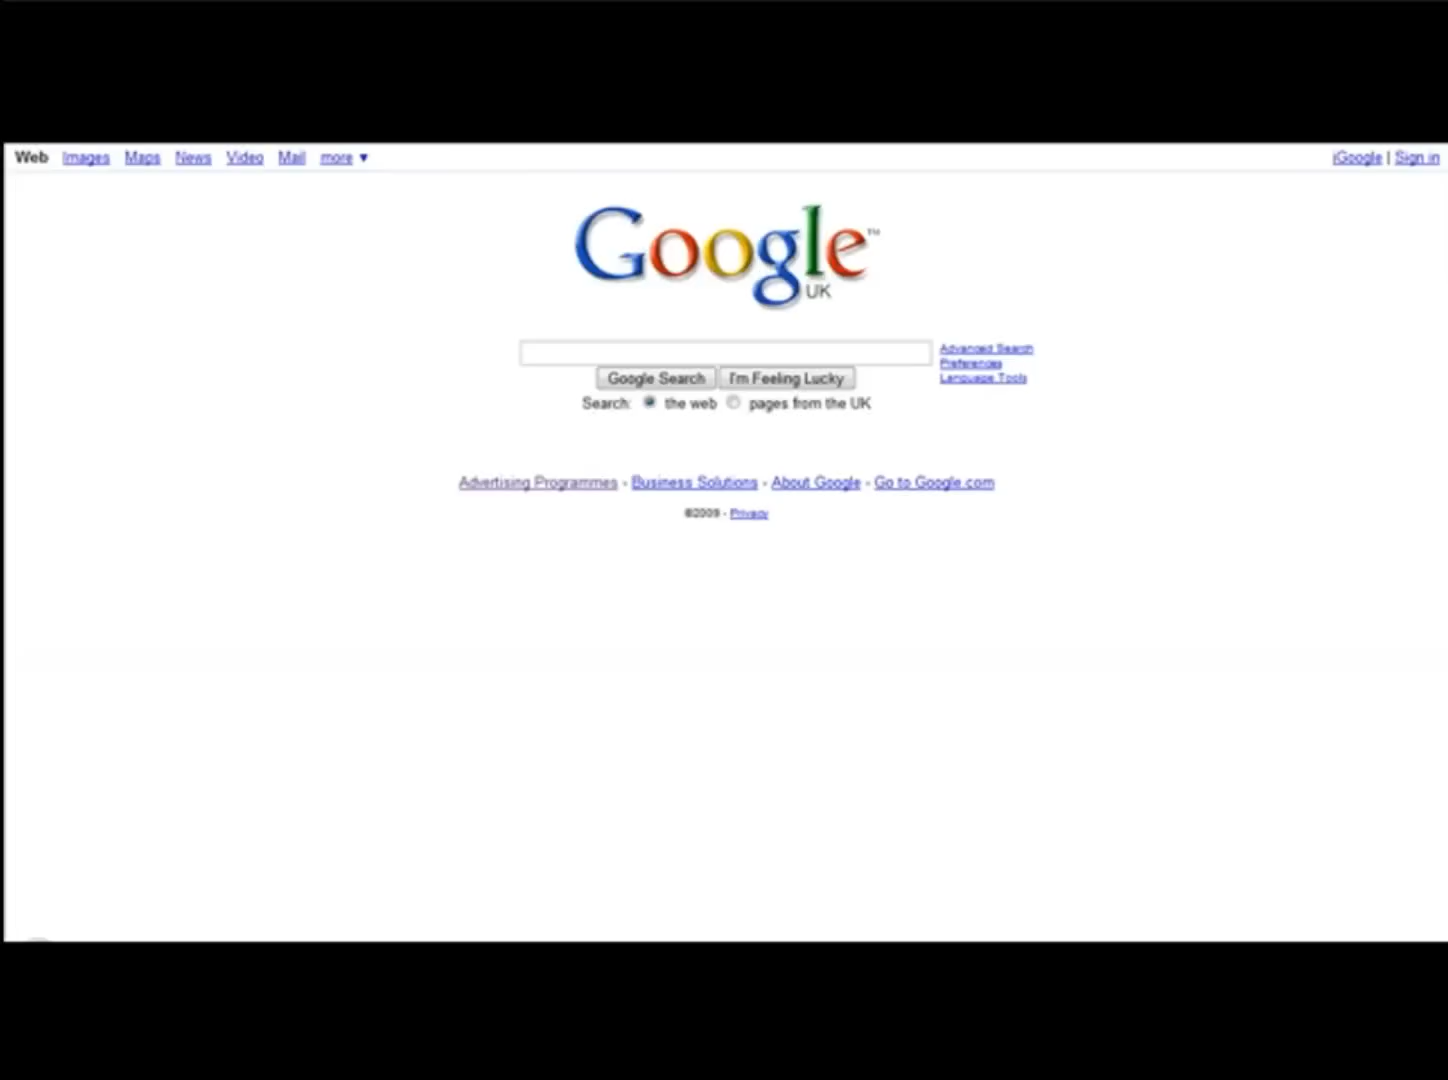 Web Images Maps News Video Mail more ▼ iGoogle | Sign in
Google™
UK
Advanced Search
Preferences
Language Tools
Google Search I'm Feeling Lucky
Search: the web pages from the UK
Advertising Programmes - Business Solutions - About Google - Go to Google.com
©2009 - Privacy